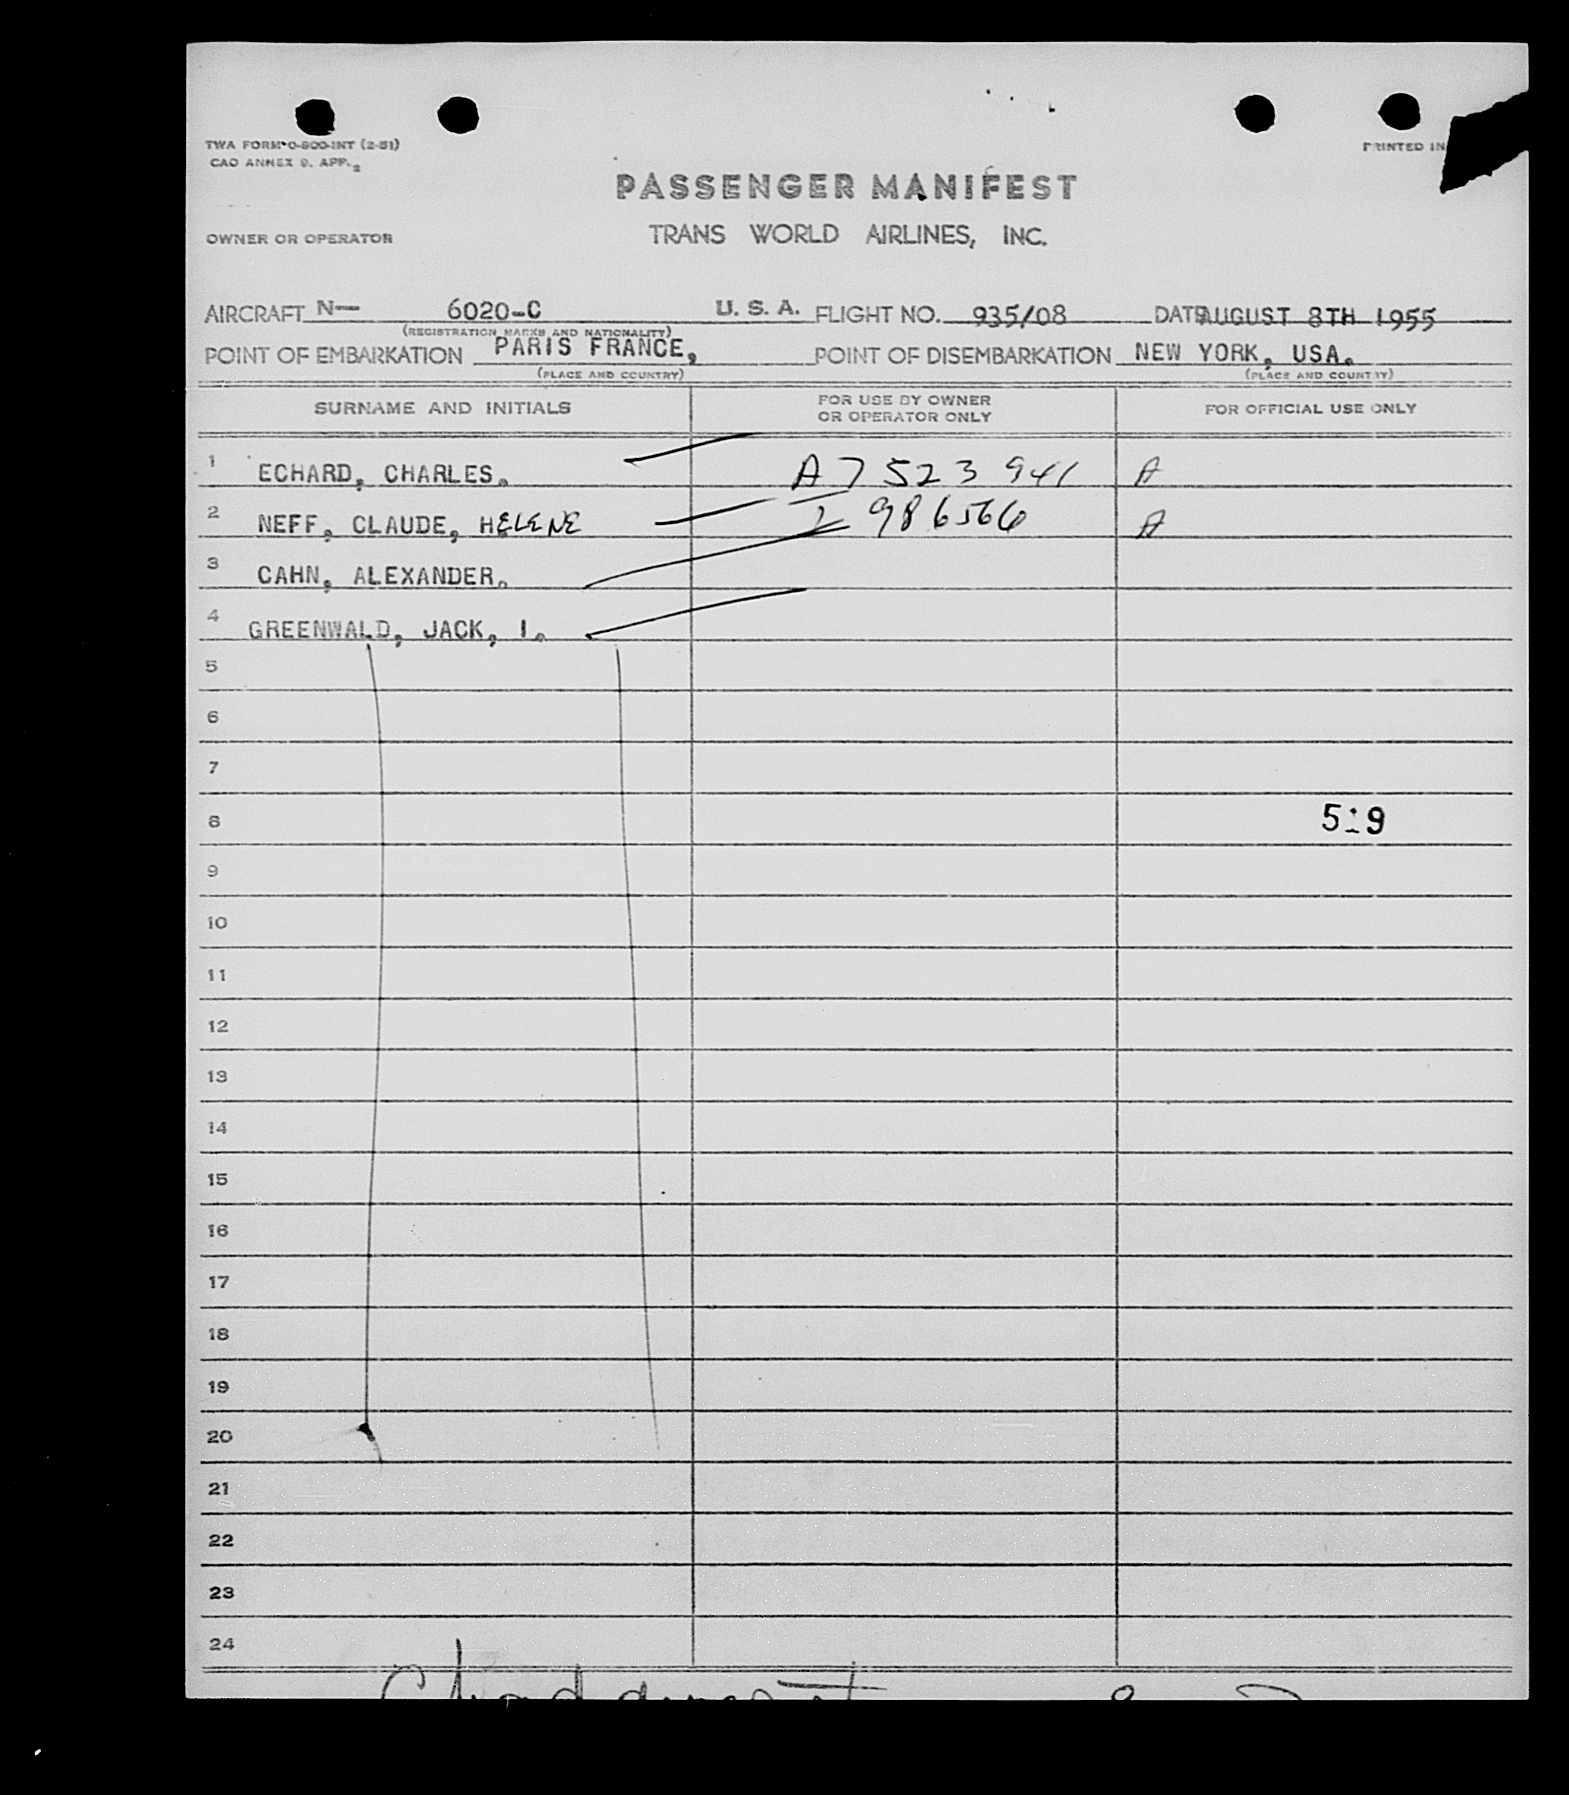 TWA FORM O-800-INT (2-51)
CAO ANNEX 9. APP. 2
PRINTED IN
PASSENGER MANIFEST
OWNER OR OPERATOR
TRANS WORLD AIRLINES, INC.
AIRCRAFT N— 6020-C U. S. A. FLIGHT NO. 935/08 DATE AUGUST 8TH 1955
(REGISTRATION MARKS AND NATIONALITY)
POINT OF EMBARKATION PARIS FRANCE, POINT OF DISEMBARKATION NEW YORK, USA.
(PLACE AND COUNTRY) (PLACE AND COUNTRY)
SURNAME AND INITIALS FOR USE BY OWNER OR OPERATOR ONLY FOR OFFICIAL USE ONLY
1 ECHARD, CHARLES. A7 523 941 A
2 NEFF, CLAUDE, HELENE I 986566 A
3 CAHN, ALEXANDER.
4 GREENWALD, JACK, I.
5
6
7
8 519
9
10
11
12
13
14
15
16
17
18
19
20
21
22
23
24